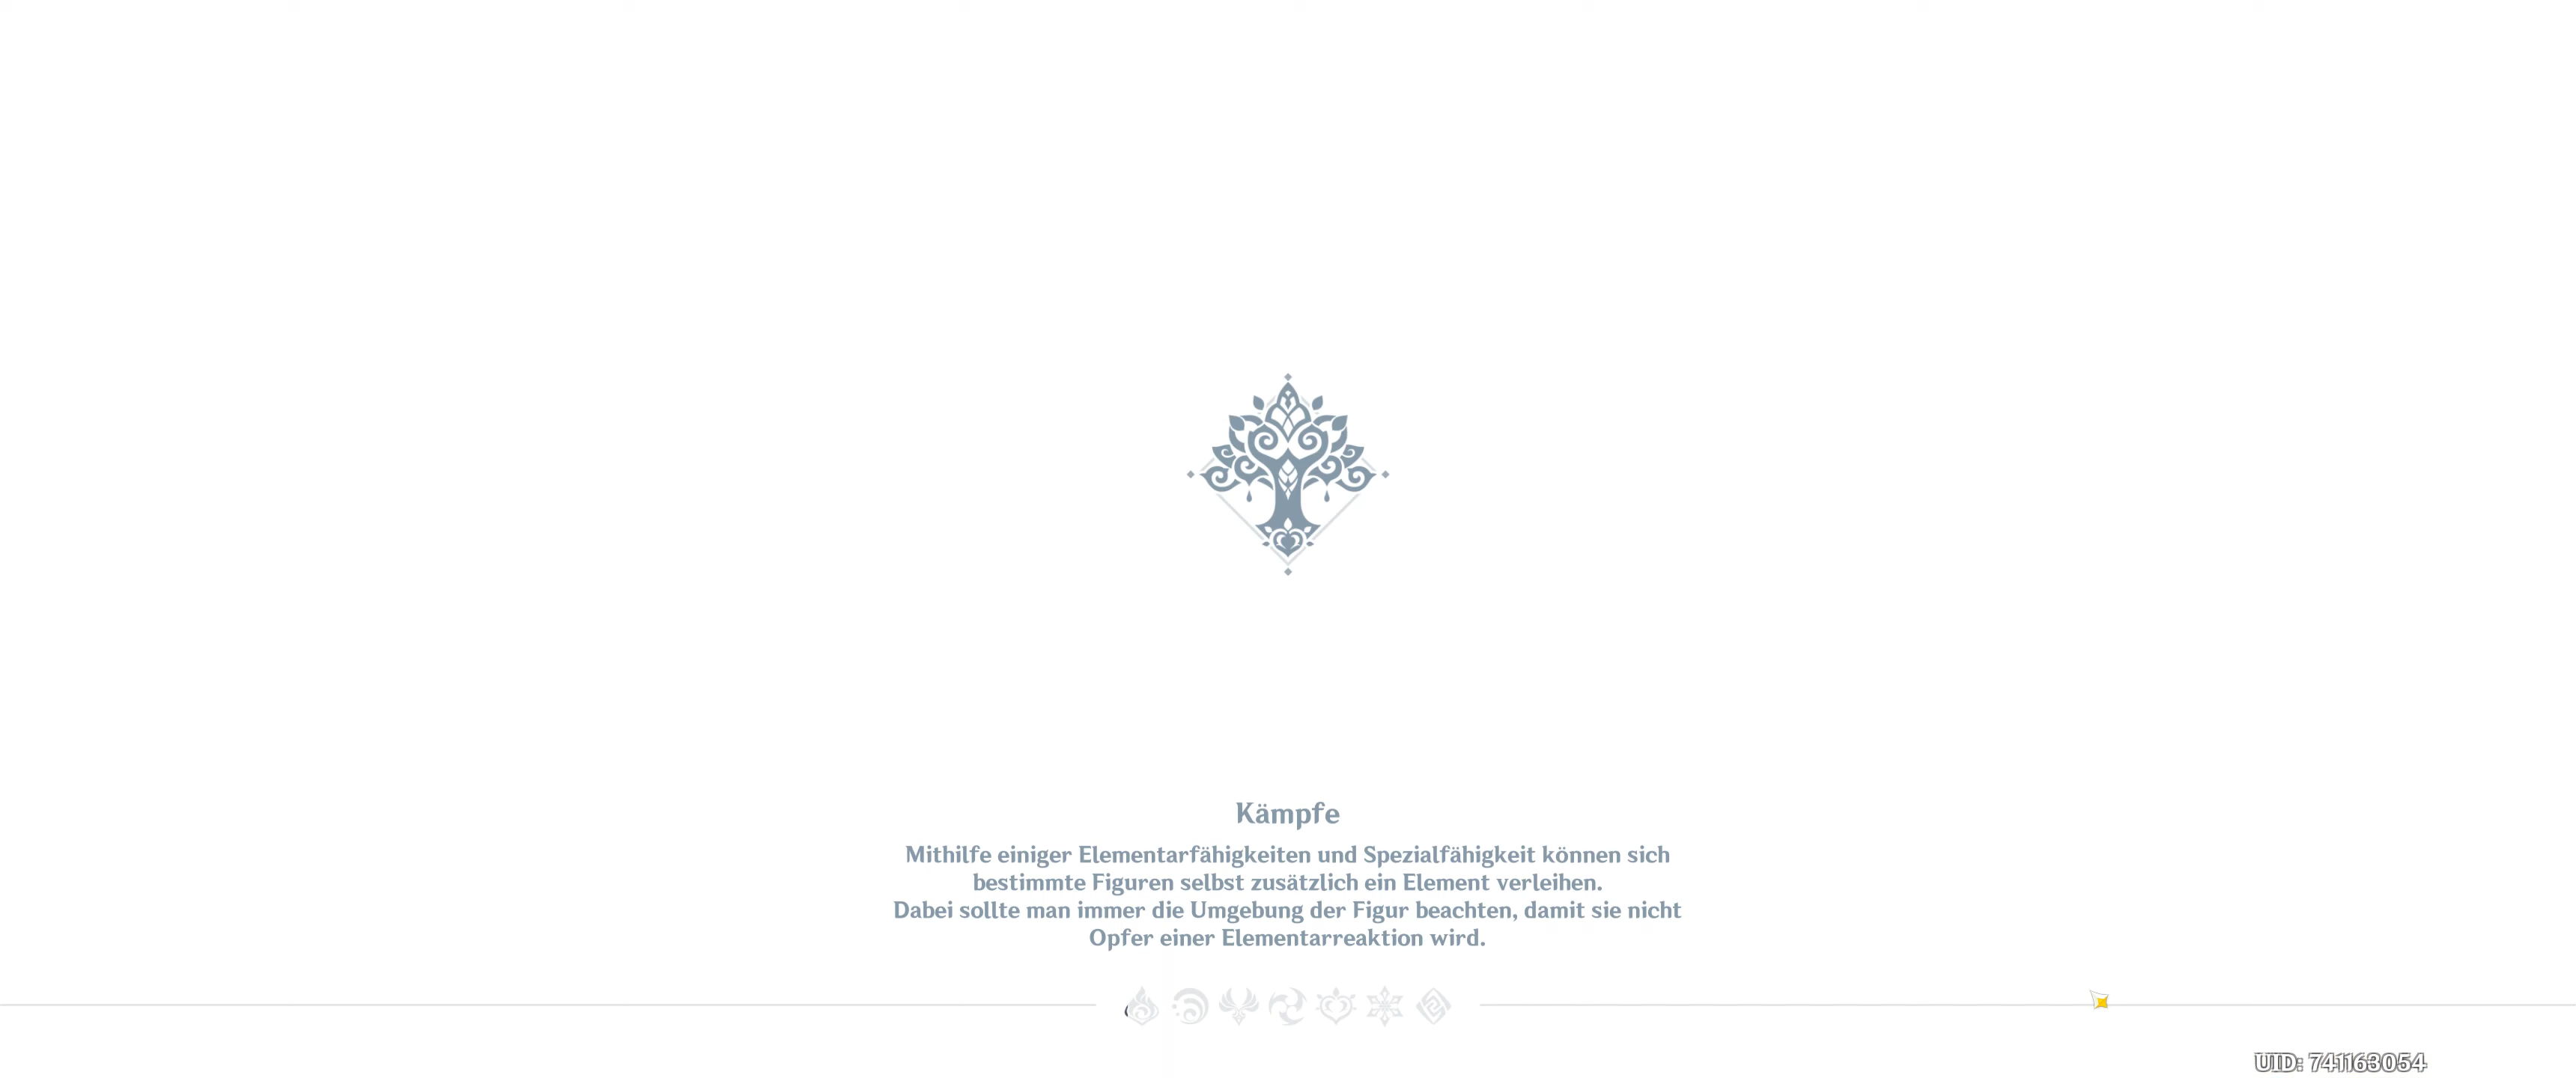 Kämpfe
Mithilfe einiger Elementarfähigkeiten und Spezialfähigkeit können sich
bestimmte Figuren selbst zusätzlich ein Element verleihen.
Dabei sollte man immer die Umgebung der Figur beachten, damit sie nicht
Opfer einer Elementarreaktion wird.
UID: 741163054